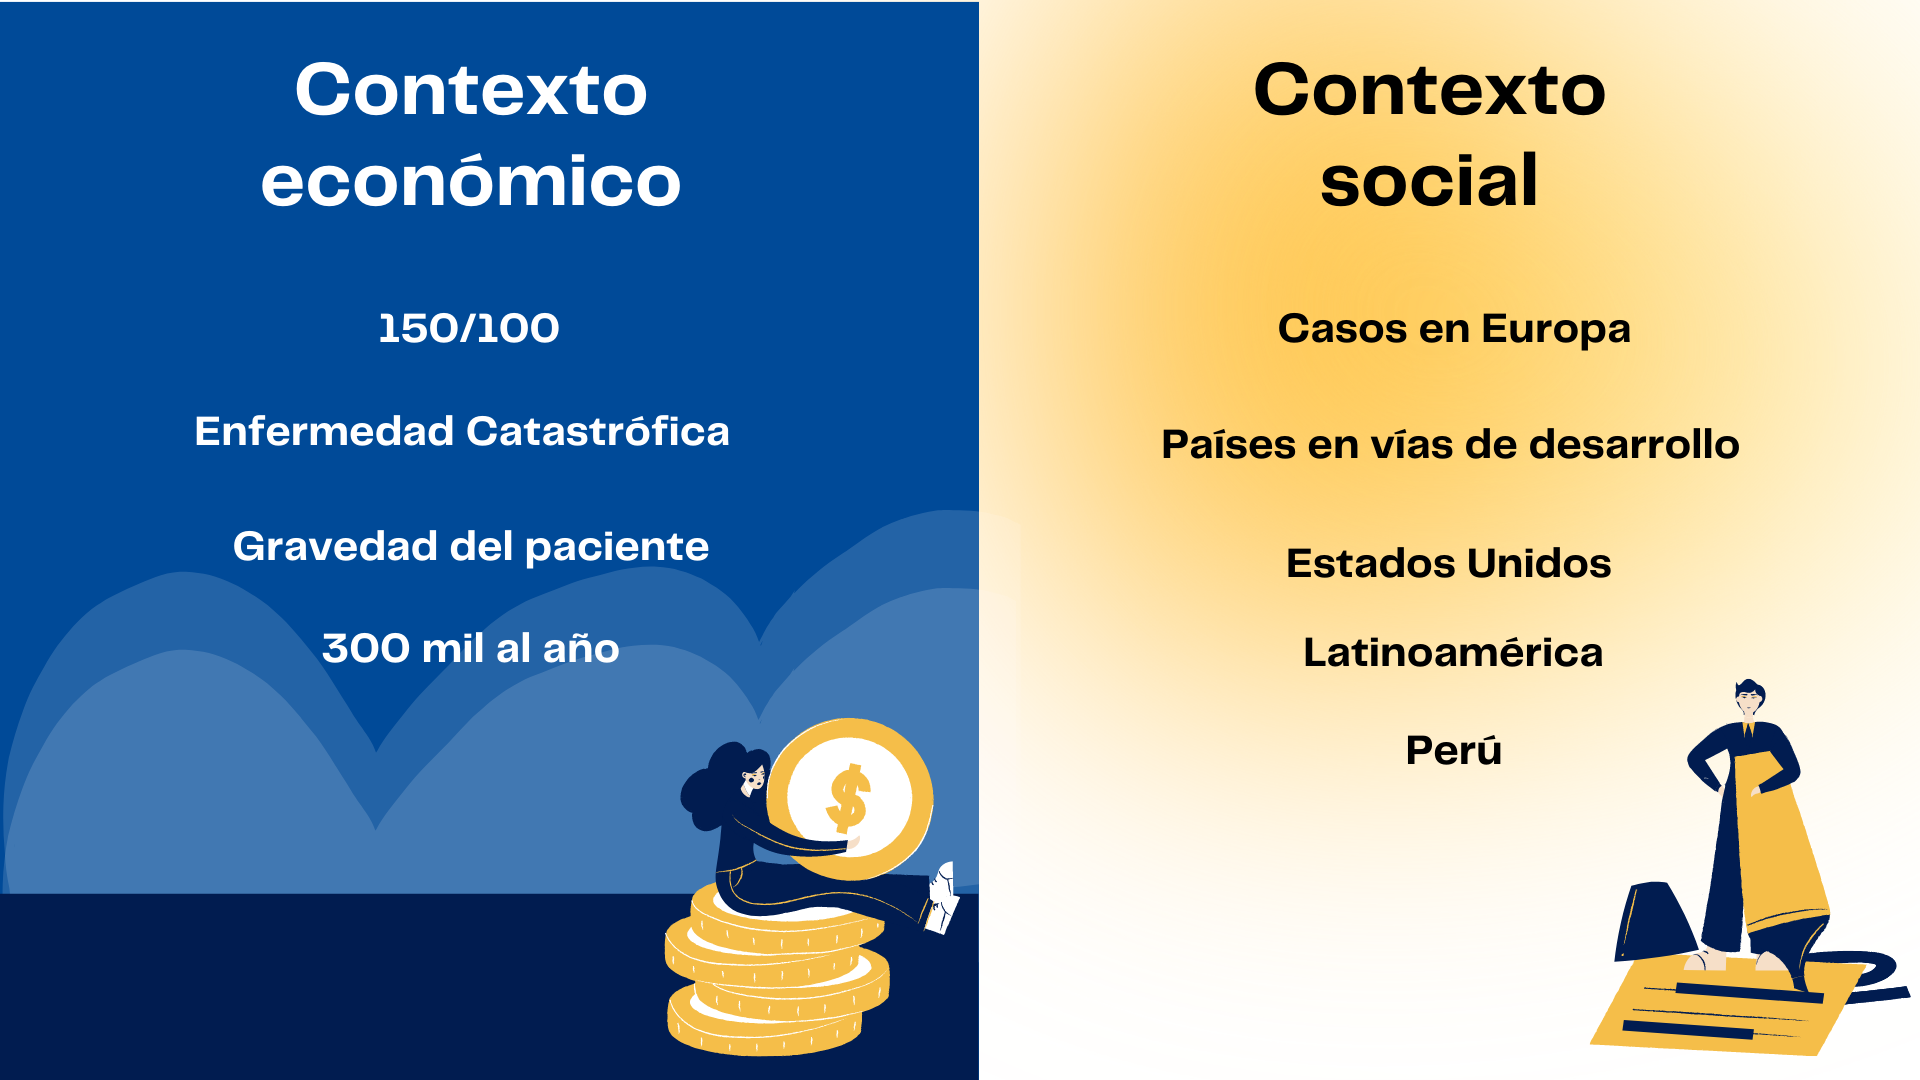 Contexto
económico
150/100
Enfermedad Catastrófica
Gravedad del paciente
300 mil al año
$
Contexto
social
Casos en Europa
Países en vías de desarrollo
Estados Unidos
Latinoamérica
Perú